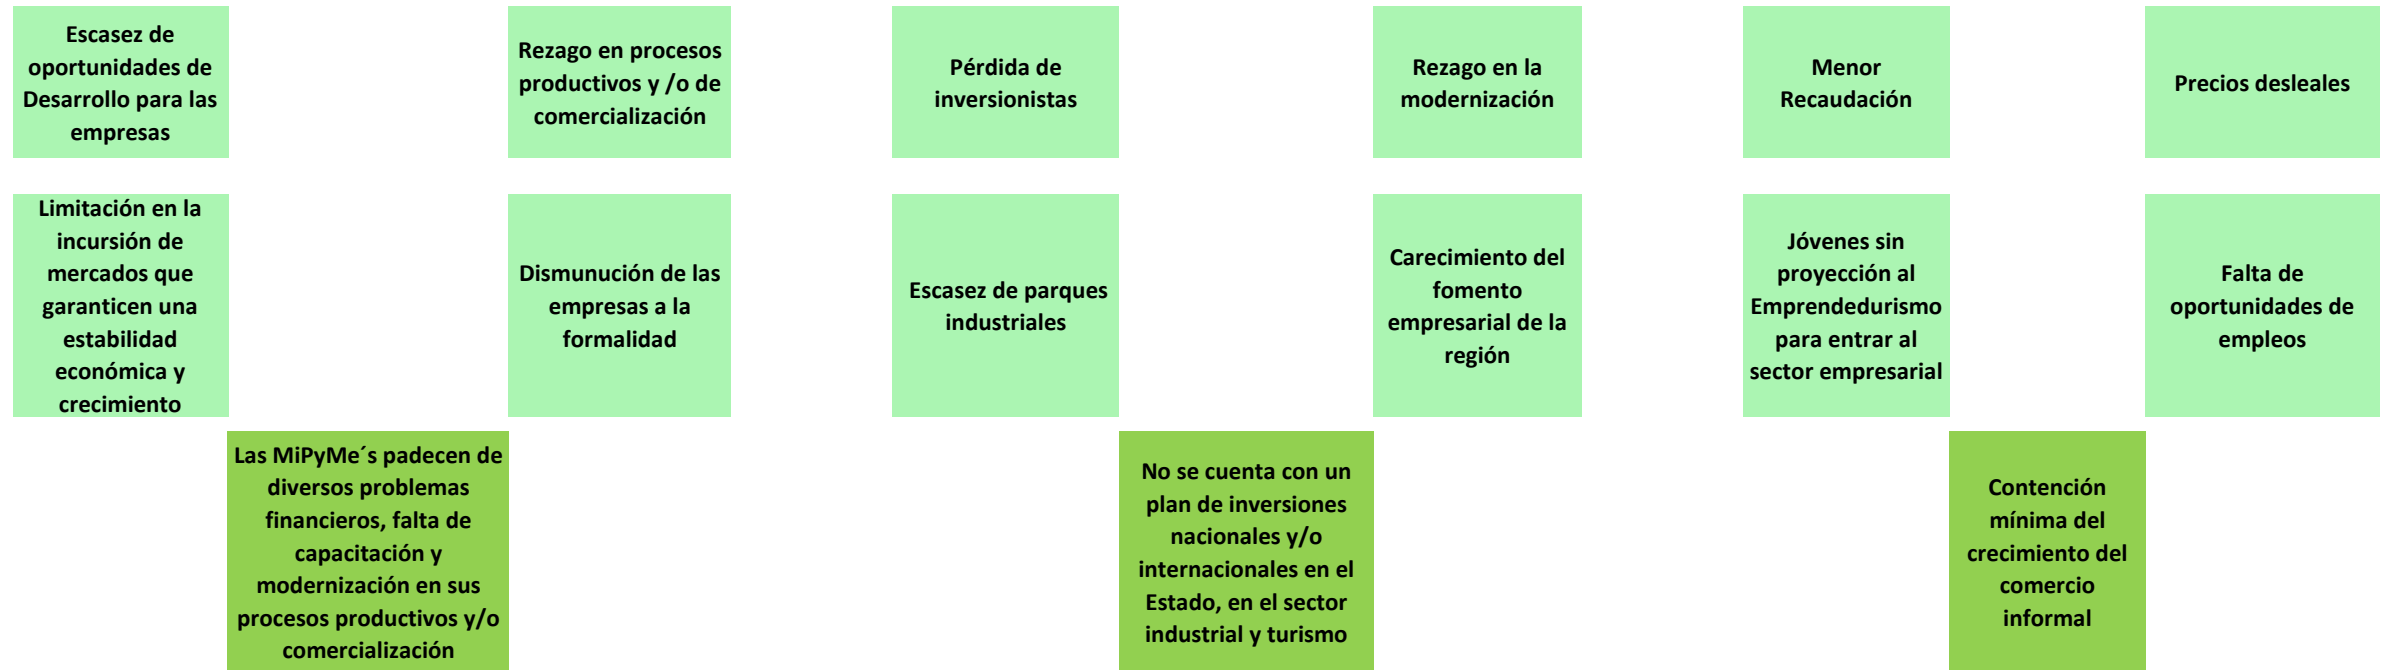 Escasez de
oportunidades de
Desarrollo para las
empresas
Rezago en procesos
productivos y /o de
comercialización
Pérdida de
inversionistas
Rezago en la
modernización
Menor
Recaudación
Precios desleales
Limitación en la
incursión de
mercados que
garanticen una
estabilidad
económica y
crecimiento
Dismunución de las
empresas a la
formalidad
Escasez de parques
industriales
Carecimiento del
fomento
empresarial de la
región
Jóvenes sin
proyección al
Emprendedurismo
para entrar al
sector empresarial
Falta de
oportunidades de
empleos
Las MiPyMe´s padecen de
diversos problemas
financieros, falta de
capacitación y
modernización en sus
procesos productivos y/o
comercialización
No se cuenta con un
plan de inversiones
nacionales y/o
internacionales en el
Estado, en el sector
industrial y turismo
Contención
mínima del
crecimiento del
comercio
informal